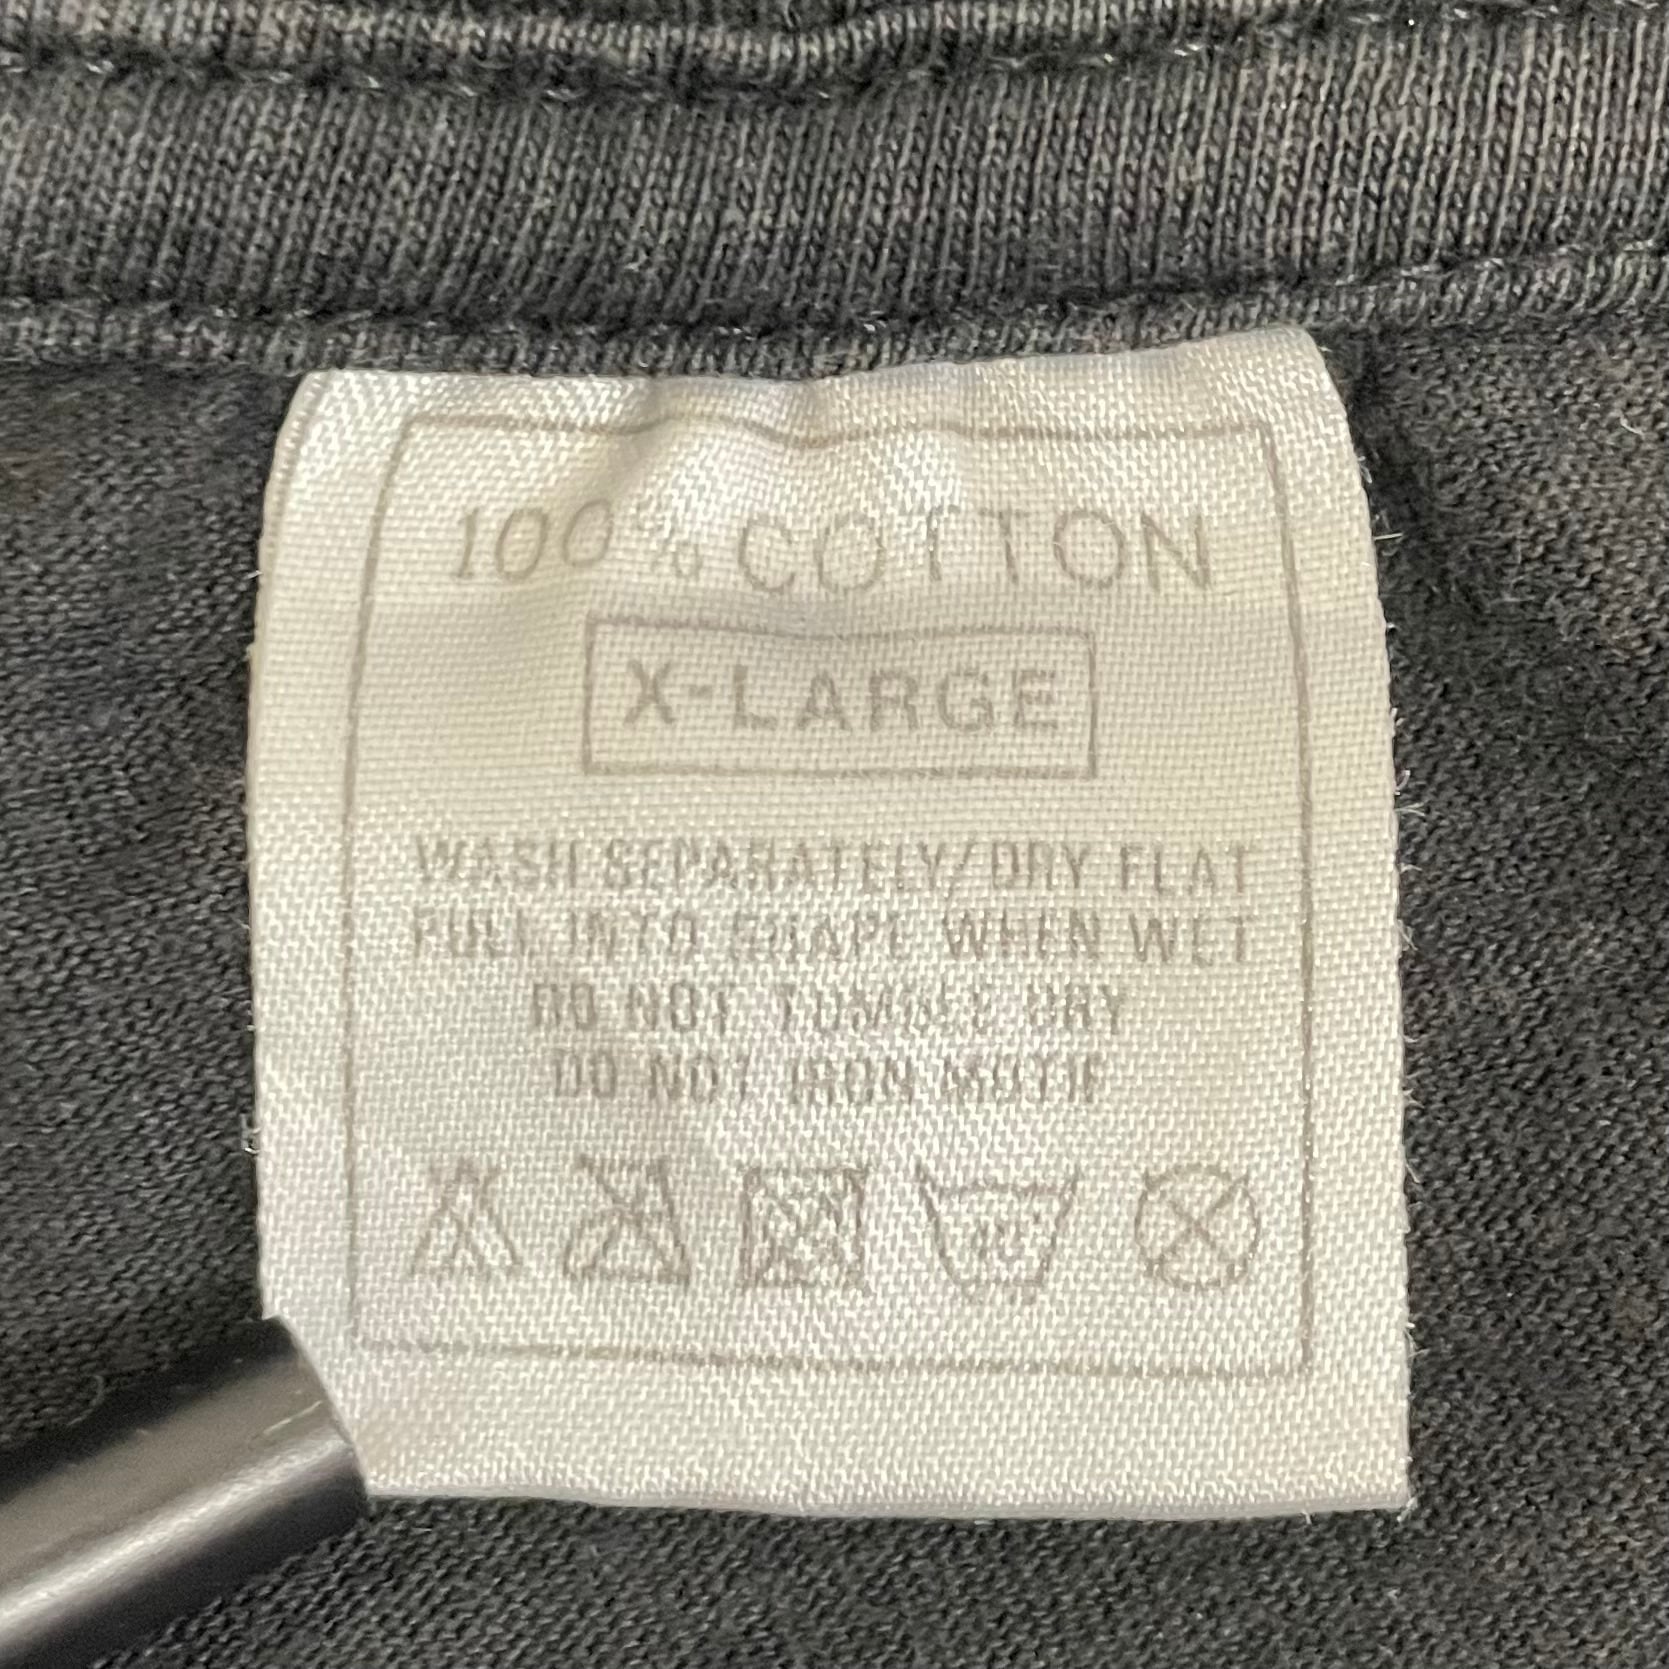 100% COTTON
X-LARGE
WASH SEPARATELY/DRY FLAT
PULL INTO SHAPE WHEN WET
DO NOT TUMBLE DRY
DO NOT IRON MOTIF
40